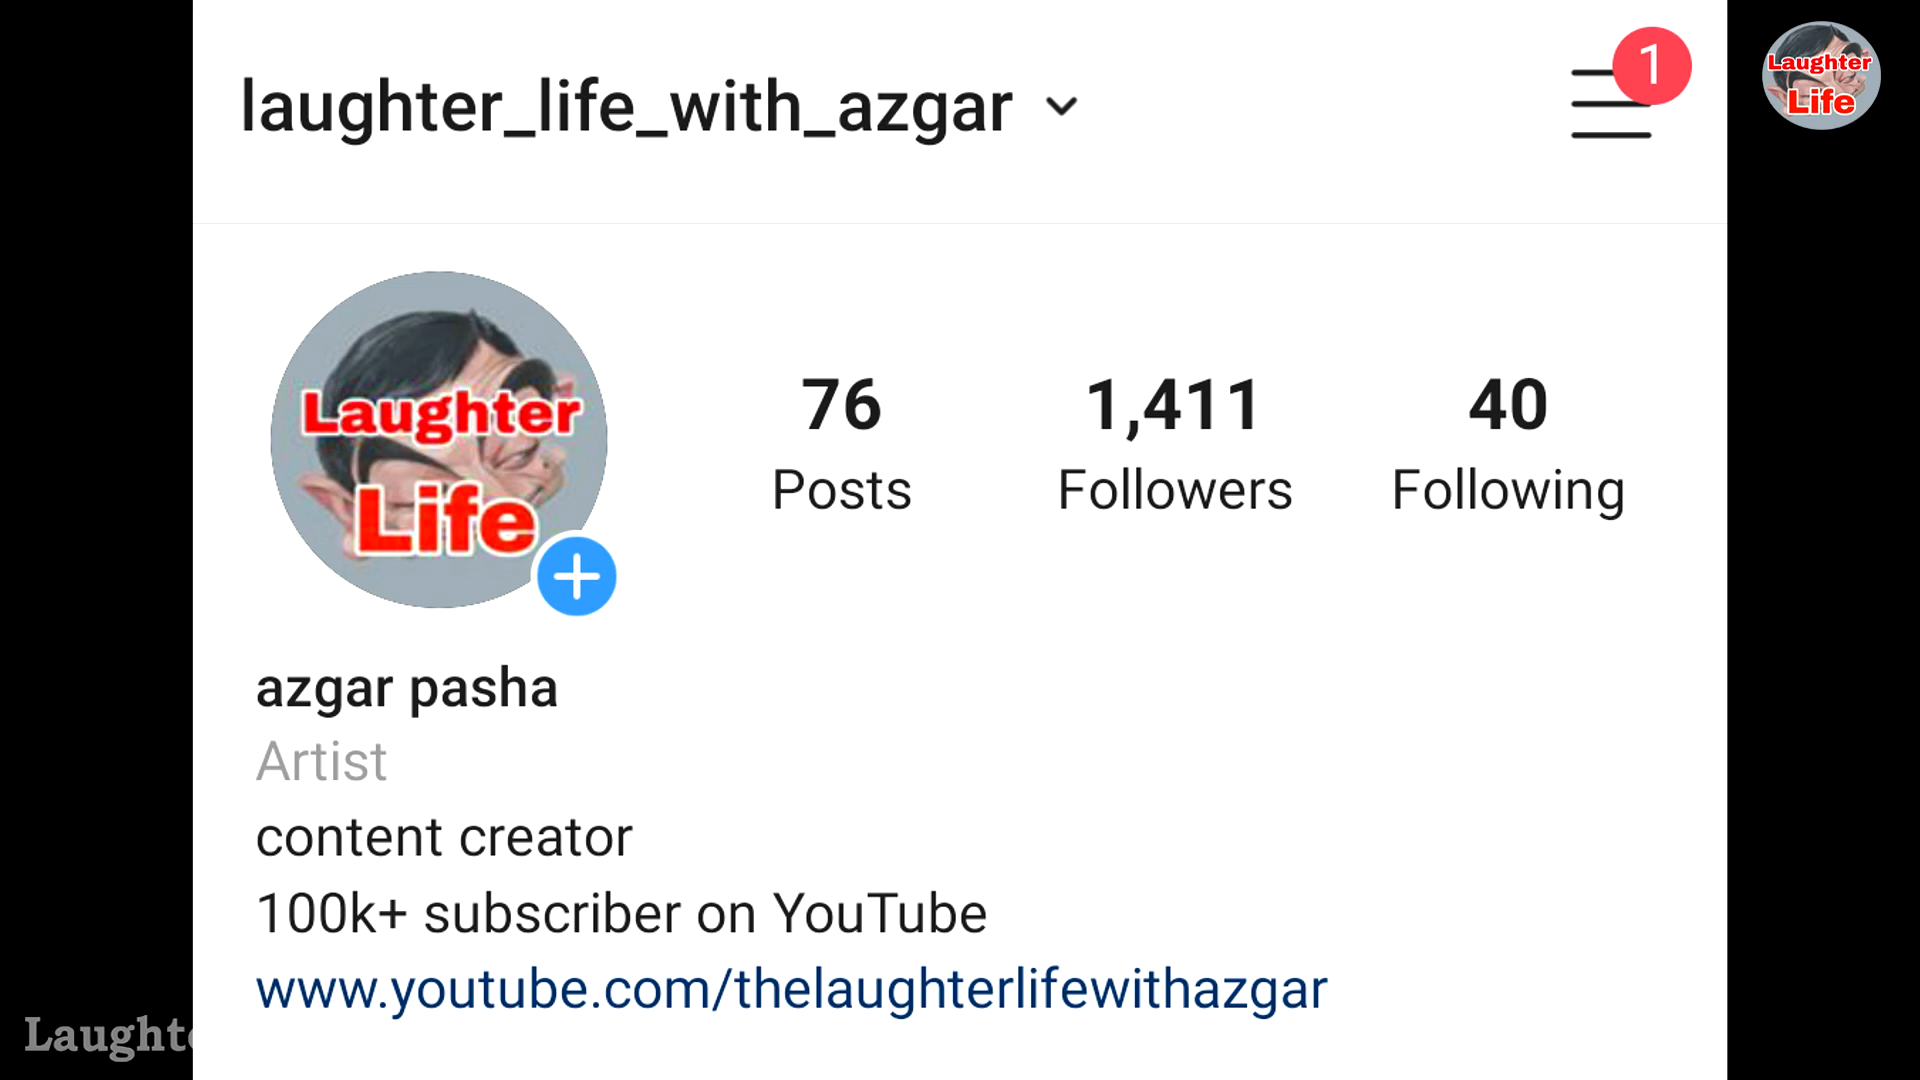 laughter_life_with_azgar
1
Laughter
Life
Laughter
Life
76
1,411
40
Posts
Followers
Following
azgar pasha
Artist
content creator
100k+ subscriber on YouTube
www.youtube.com/thelaughterlifewithazgar